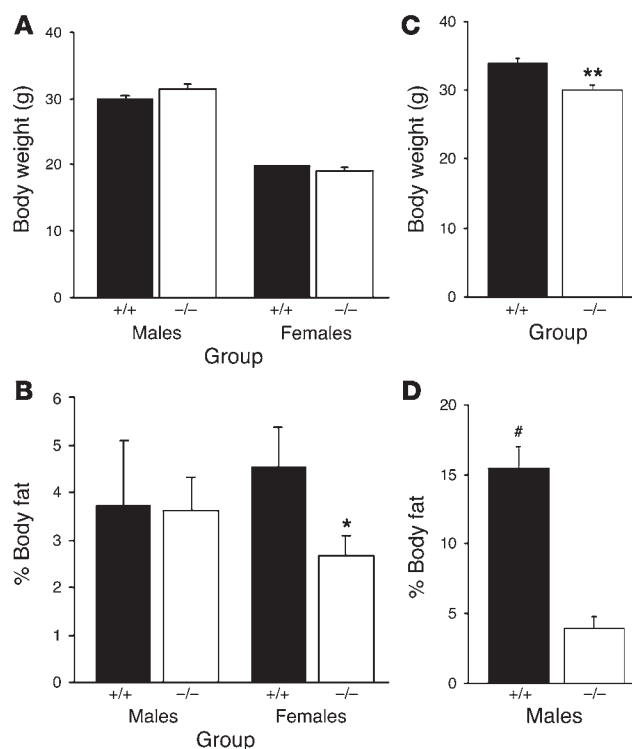 A
Body weight (g)
40
30
20
10
0
+/+ −/− +/+ −/−
Males Females
Group
C
Body weight (g)
40
30
20
10
0
**
+/+ −/−
Group
B
% Body fat
6
5
4
3
2
1
0
*
+/+ −/− +/+ −/−
Males Females
Group
D
% Body fat
20
15
10
5
0
#
+/+ −/−
Males